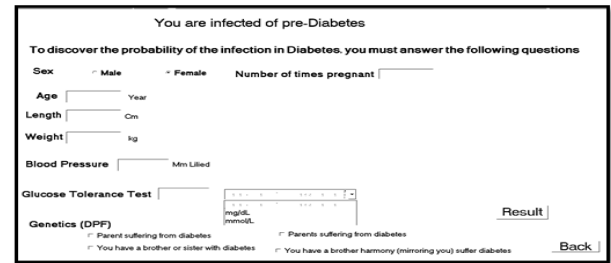 You are infected of pre-Diabetes
To discover the probability of the infection in Diabetes. you must answer the following questions
Sex Male Female Number of times pregnant
Age Year
Length Cm
Weight kg
Blood Pressure Mm Lilied
Glucose Tolerance Test
mg/dL
mmol/L
Result
Genetics (DPF)
Parent suffering from diabetes Parents suffering from diabetes
You have a brother or sister with diabetes You have a brother harmony (mirroring you) suffer diabetes
Back